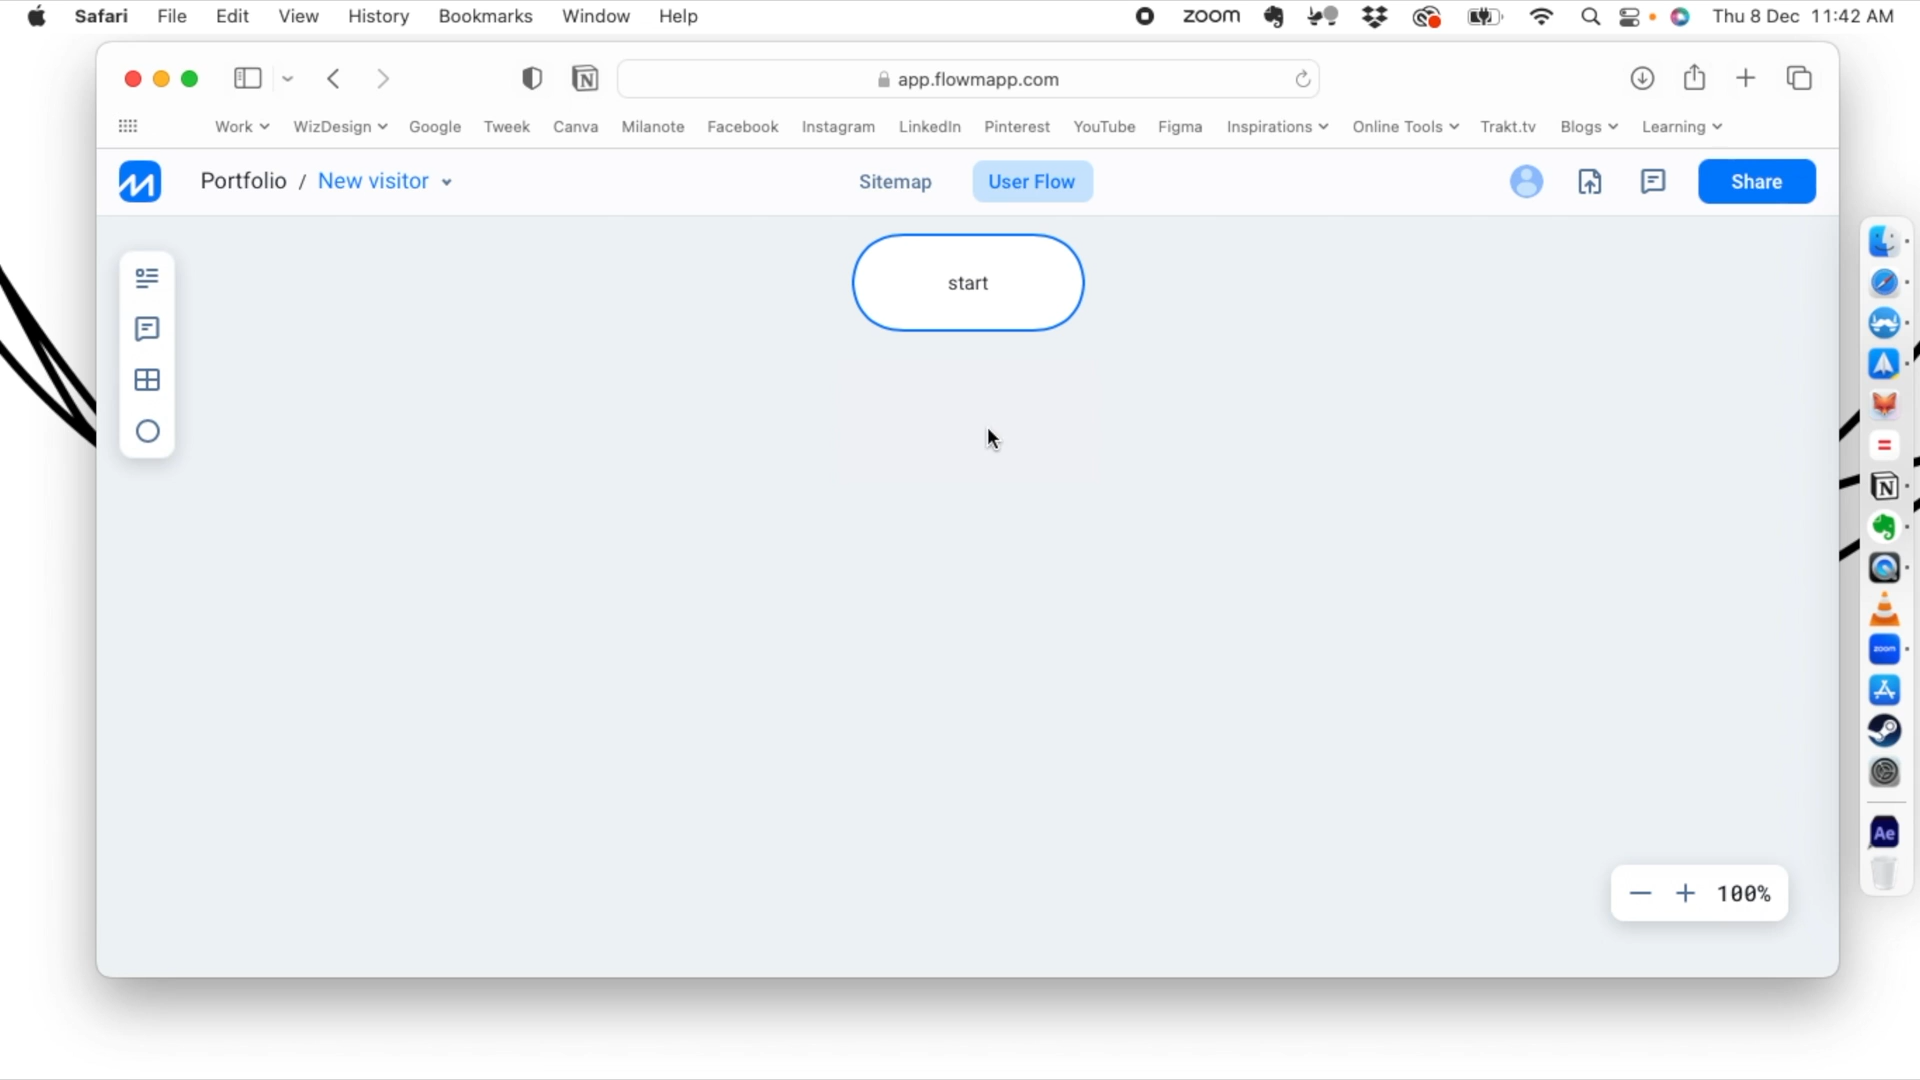 Safari File Edit View History Bookmarks Window Help zoom Thu 8 Dec 11:42 AM
app.flowmapp.com
Work WizDesign Google Tweek Canva Milanote Facebook Instagram LinkedIn Pinterest YouTube Figma Inspirations Online Tools Trakt.tv Blogs Learning
Portfolio / New visitor Sitemap User Flow Share
start
zoom
Ae
100%